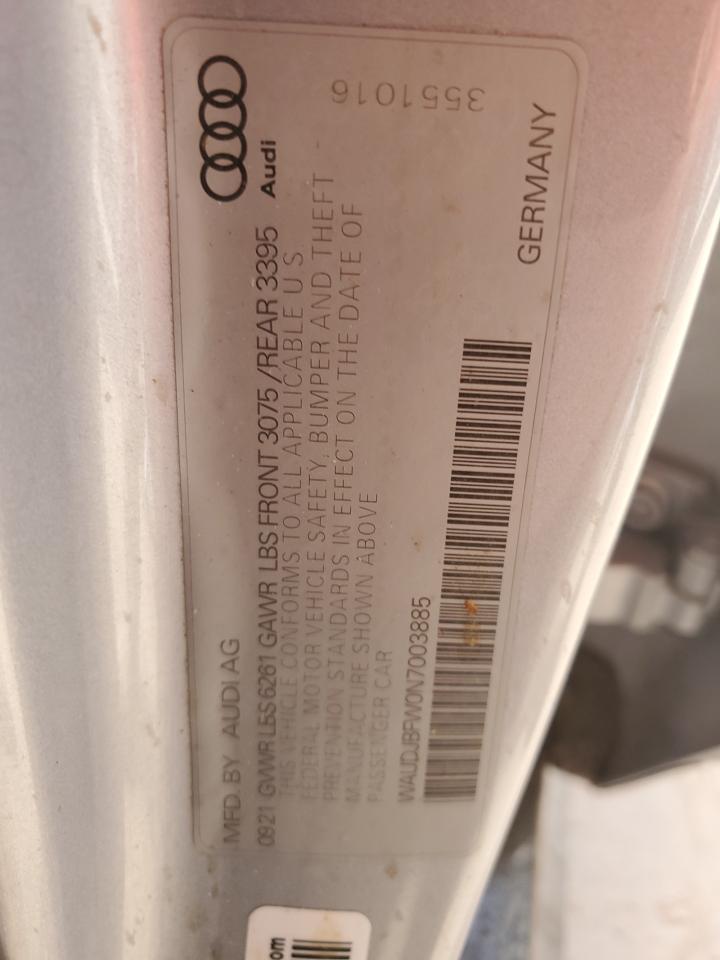 MFD. BY AUDI AG
Audi
0921 GVWR LBS 6261 GAWR LBS FRONT 3075 /REAR 3395
THIS VEHICLE CONFORMS TO ALL APPLICABLE U S
FEDERAL MOTOR VEHICLE SAFETY, BUMPER AND THEFT
PREVENTION STANDARDS IN EFFECT ON THE DATE OF
MANUFACTURE SHOWN ABOVE
PASSENGER CAR
3551016
WAUDJBFW0N7003885
GERMANY
om